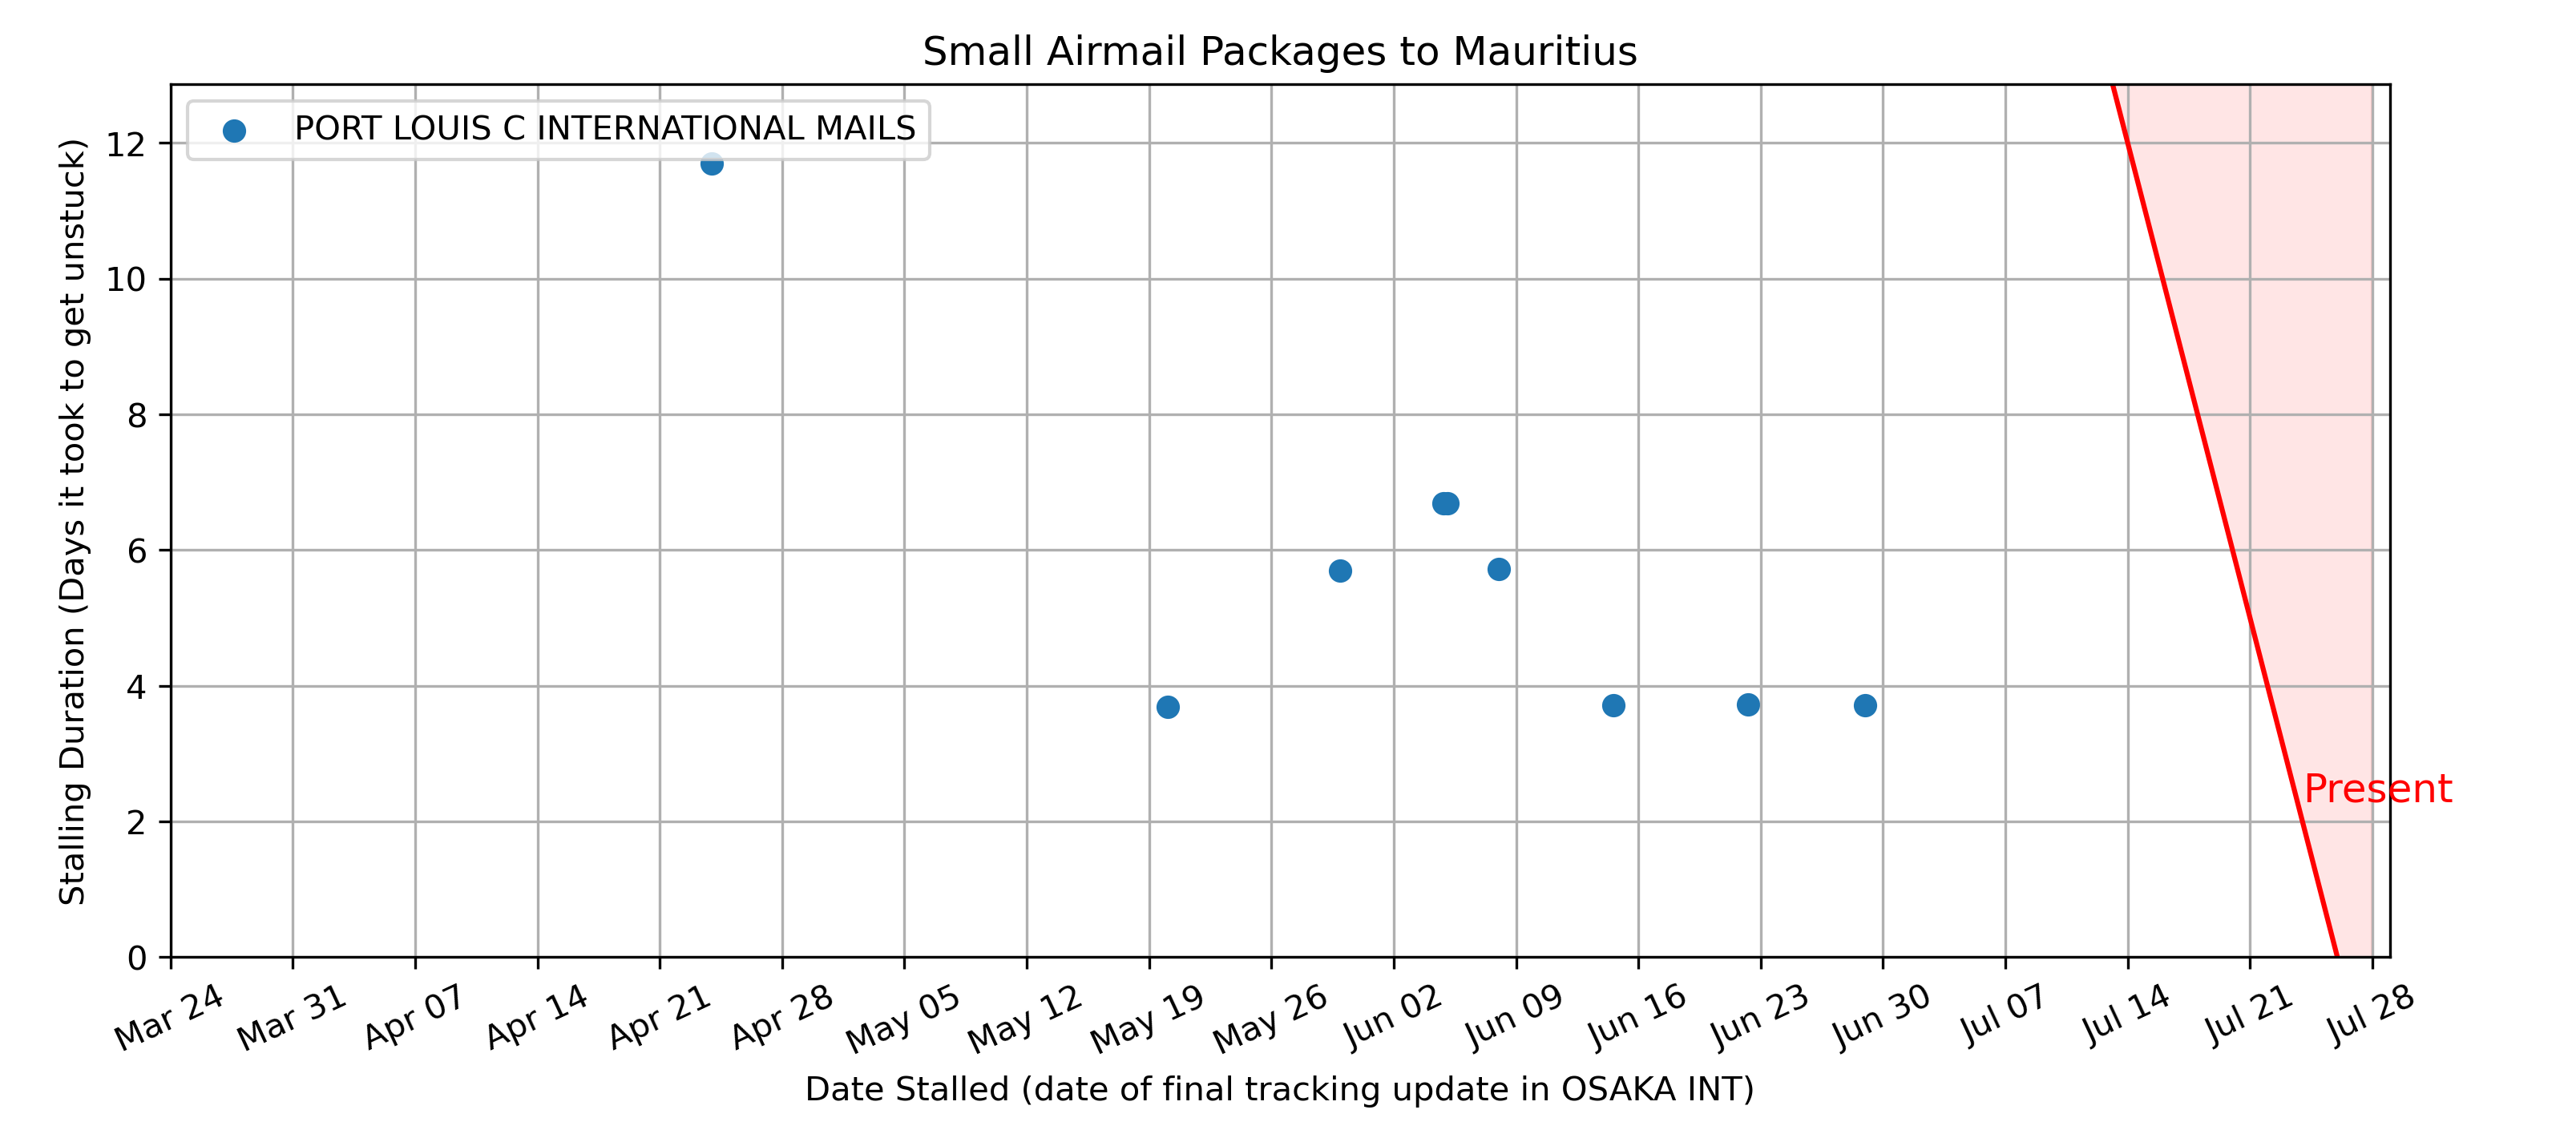 Small Airmail Packages to Mauritius
PORT LOUIS C INTERNATIONAL MAILS
Stalling Duration (Days it took to get unstuck)
12
10
8
6
4
2
0
Present
Mar 24
Mar 31
Apr 07
Apr 14
Apr 21
Apr 28
May 05
May 12
May 19
May 26
Jun 02
Jun 09
Jun 16
Jun 23
Jun 30
Jul 07
Jul 14
Jul 21
Jul 28
Date Stalled (date of final tracking update in OSAKA INT)